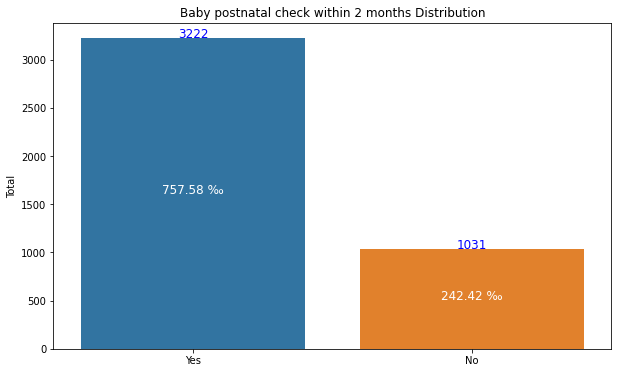 Baby postnatal check within 2 months Distribution
3222
3000
2500
2000
1500
1000
500
0
Total
757.58 ‰
1031
242.42 ‰
Yes
No